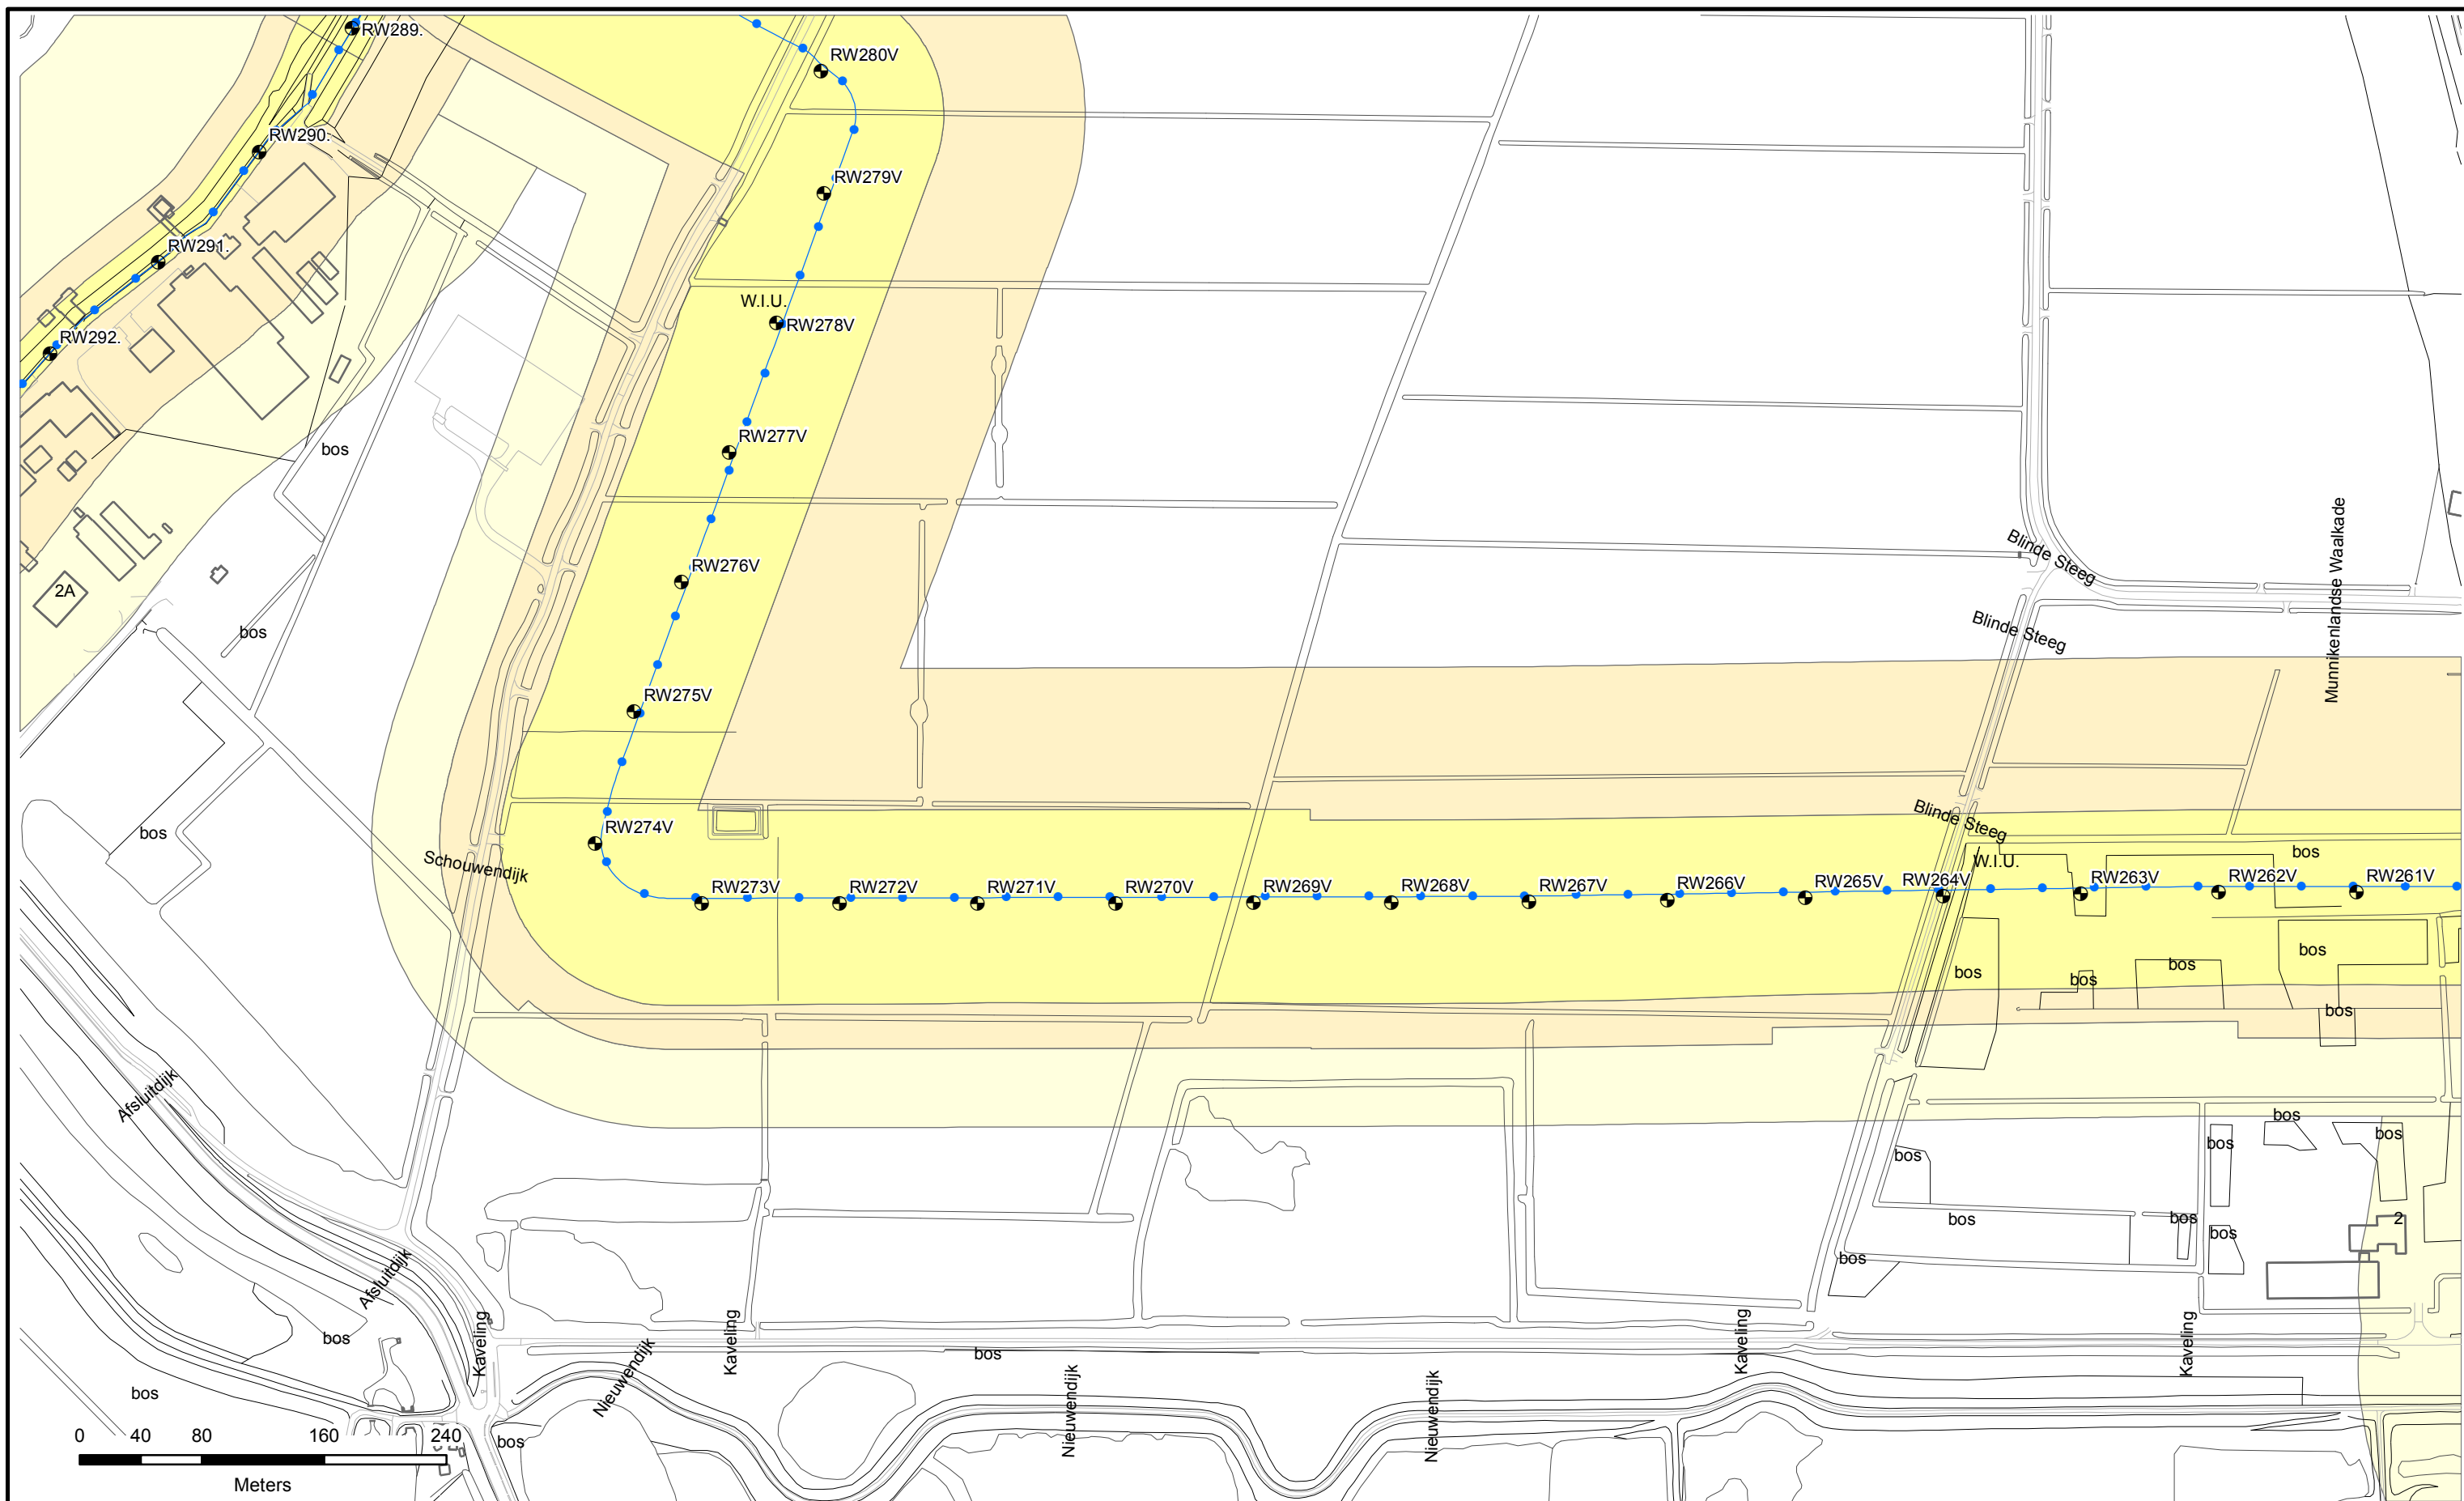 RW289.
RW280V
RW290.
RW279V
RW291.
W.I.U.
RW278V
RW292.
RW277V
bos
Blinde Steeg
Munnikenlandse Waalkade
RW276V
2A
bos
Blinde Steeg
RW275V
Blinde Steeg
RW274V
bos
Schouwendijk
W.I.U.
bos
RW273V
RW272V
RW271V
RW270V
RW269V
RW268V
RW267V
RW266V
RW265V
RW264V
RW263V
RW262V
RW261V
bos
bos
bos
bos
bos
Afsluitdijk
bos
bos
bos
bos
bos
bos
bos
2
bos
Afsluitdijk
bos
bos
Kaveling
Kaveling
Kaveling
Kaveling
Nieuwendijk
bos
bos
Nieuwendijk
Nieuwendijk
bos
0 40 80 160 240
Meters